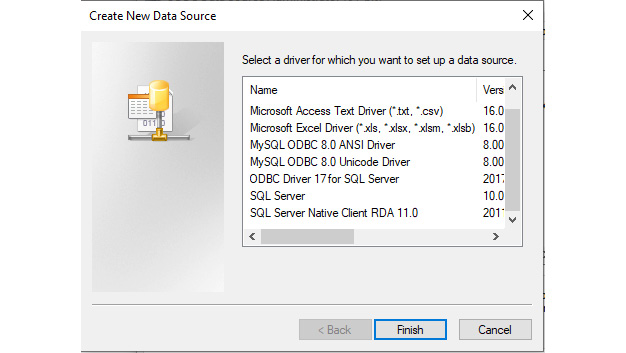 Create New Data Source
Select a driver for which you want to set up a data source.
Name Vers
Microsoft Access Text Driver (*.txt, *.csv) 16.0
Microsoft Excel Driver (*.xls, *.xlsx, *.xlsm, *.xlsb) 16.0
MySQL ODBC 8.0 ANSI Driver 8.00
MySQL ODBC 8.0 Unicode Driver 8.00
ODBC Driver 17 for SQL Server 2017
SQL Server 10.0
SQL Server Native Client RDA 11.0 201
< Back Finish Cancel